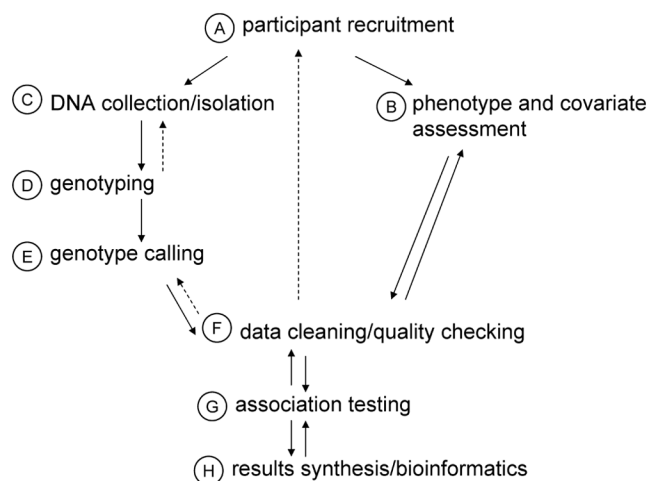 A participant recruitment
C DNA collection/isolation
B phenotype and covariate
assessment
D genotyping
E genotype calling
F data cleaning/quality checking
G association testing
H results synthesis/bioinformatics